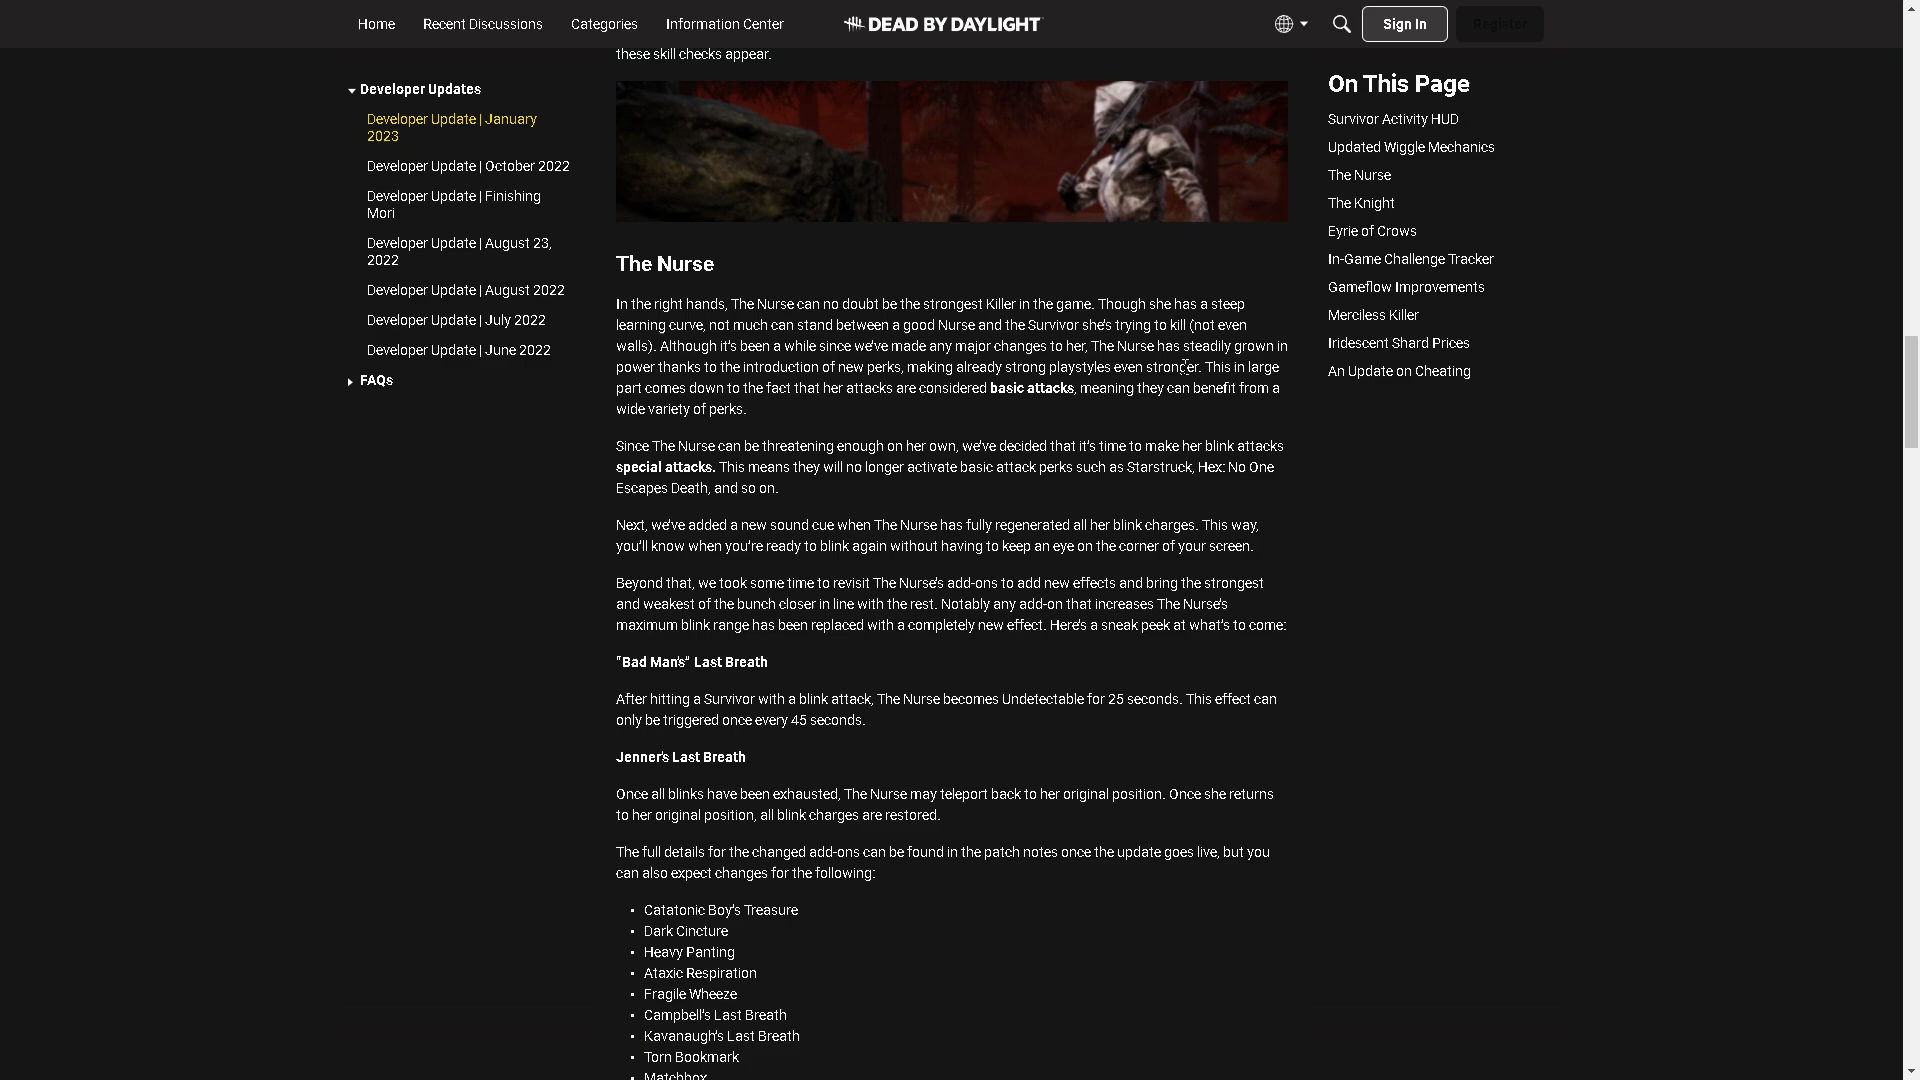 Home Recent Discussions Categories Information Center DEAD BY DAYLIGHT Sign In Register
these skill checks appear.
Developer Updates
Developer Update | January
2023
Developer Update | October 2022
Developer Update | Finishing
Mori
Developer Update | August 23,
2022
Developer Update | August 2022
Developer Update | July 2022
Developer Update | June 2022
FAQs
The Nurse
In the right hands, The Nurse can no doubt be the strongest Killer in the game. Though she has a steep
learning curve, not much can stand between a good Nurse and the Survivor she's trying to kill (not even
walls). Although it's been a while since we've made any major changes to her, The Nurse has steadily grown in
power thanks to the introduction of new perks, making already strong playstyles even stronger. This in large
part comes down to the fact that her attacks are considered basic attacks, meaning they can benefit from a
wide variety of perks.
Since The Nurse can be threatening enough on her own, we've decided that it's time to make her blink attacks
special attacks. This means they will no longer activate basic attack perks such as Starstruck, Hex: No One
Escapes Death, and so on.
Next, we've added a new sound cue when The Nurse has fully regenerated all her blink charges. This way,
you'll know when you're ready to blink again without having to keep an eye on the corner of your screen.
Beyond that, we took some time to revisit The Nurse's add-ons to add new effects and bring the strongest
and weakest of the bunch closer in line with the rest. Notably any add-on that increases The Nurse's
maximum blink range has been replaced with a completely new effect. Here's a sneak peek at what's to come:
"Bad Man's" Last Breath
After hitting a Survivor with a blink attack, The Nurse becomes Undetectable for 25 seconds. This effect can
only be triggered once every 45 seconds.
Jenner's Last Breath
Once all blinks have been exhausted, The Nurse may teleport back to her original position. Once she returns
to her original position, all blink charges are restored.
The full details for the changed add-ons can be found in the patch notes once the update goes live, but you
can also expect changes for the following:
• Catatonic Boy's Treasure
• Dark Cincture
• Heavy Panting
• Ataxic Respiration
• Fragile Wheeze
• Campbell's Last Breath
• Kavanaugh's Last Breath
• Torn Bookmark
• Matchbox
On This Page
Survivor Activity HUD
Updated Wiggle Mechanics
The Nurse
The Knight
Eyrie of Crows
In-Game Challenge Tracker
Gameflow Improvements
Merciless Killer
Iridescent Shard Prices
An Update on Cheating